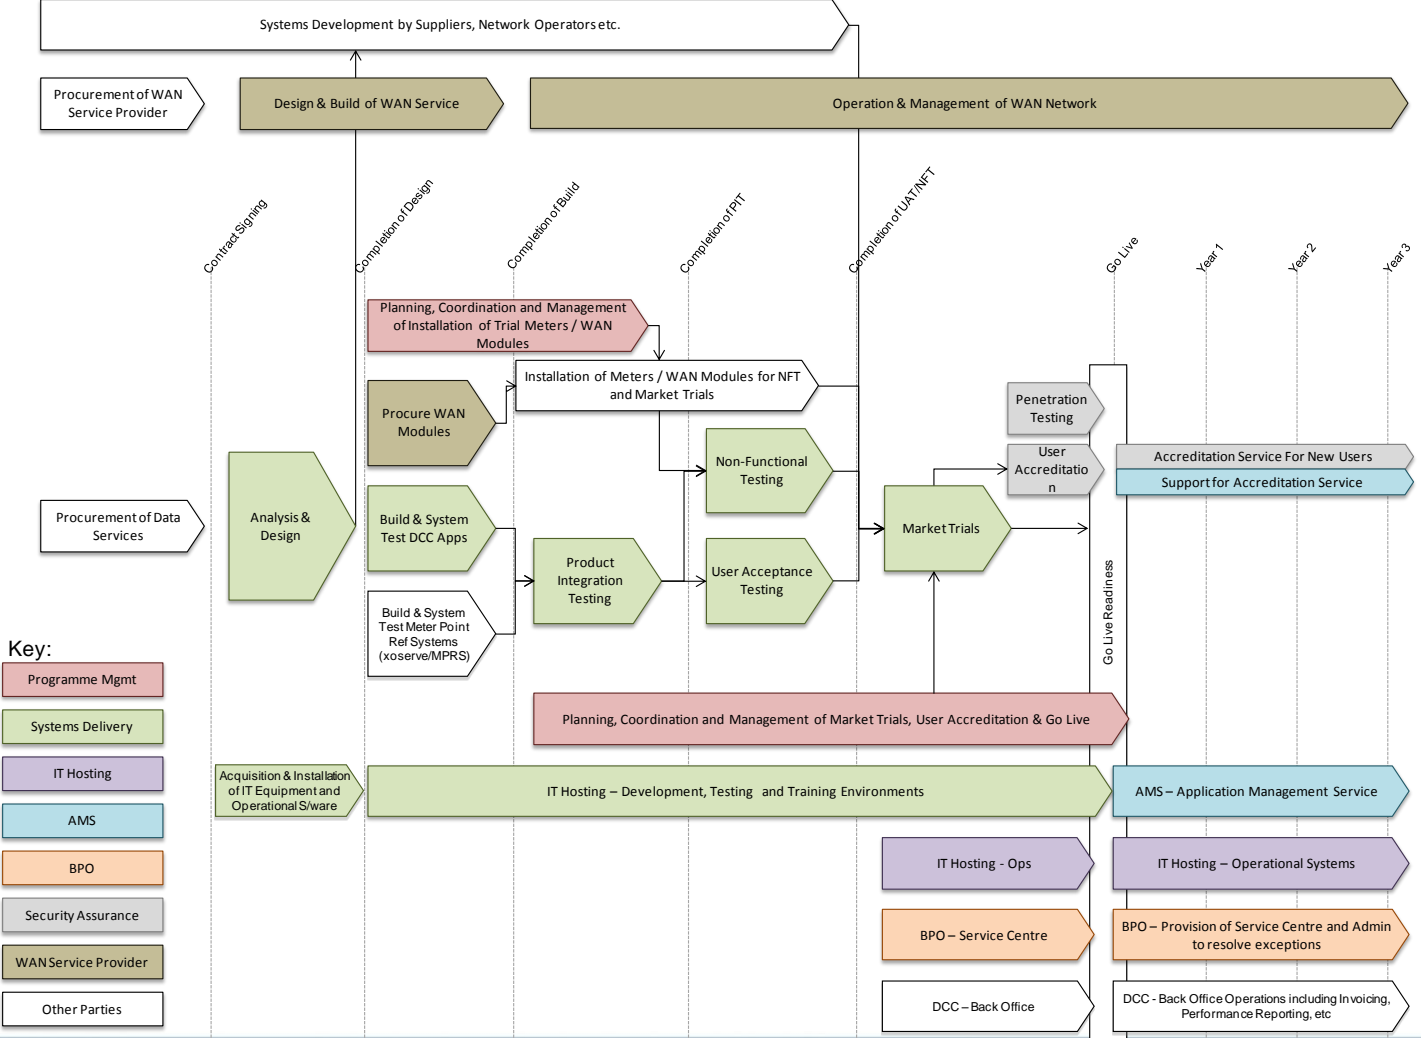 Systems Development by Suppliers, Network Operators etc.
Procurement of WAN
Service Provider
Design & Build of WAN Service
Operation & Management of WAN Network
Contract Signing
Completion of Design
Completion of Build
Completion of PIT
Completion of UAT/NFT
Go Live
Year 1
Year 2
Year 3
Planning, Coordination and Management
of Installation of Trial Meters / WAN
Modules
Installation of Meters / WAN Modules for NFT
and Market Trials
Procure WAN
Modules
Penetration
Testing
User
Accreditatio
n
Accreditation Service For New Users
Support for Accreditation Service
Non-Functional
Testing
Procurement of Data
Services
Analysis &
Design
Build & System
Test DCC Apps
Market Trials
Product
Integration
Testing
User Acceptance
Testing
Build & System
Test Meter Point
Ref Systems
(xoserve/MPRS)
Go Live Readiness
Key:
Programme Mgmt
Systems Delivery
IT Hosting
AMS
BPO
Security Assurance
WAN Service Provider
Other Parties
Planning, Coordination and Management of Market Trials, User Accreditation & Go Live
Acquisition & Installation
of IT Equipment and
Operational S/ware
IT Hosting – Development, Testing and Training Environments
AMS – Application Management Service
IT Hosting - Ops
IT Hosting – Operational Systems
BPO – Service Centre
BPO – Provision of Service Centre and Admin
to resolve exceptions
DCC – Back Office
DCC - Back Office Operations including Invoicing,
Performance Reporting, etc